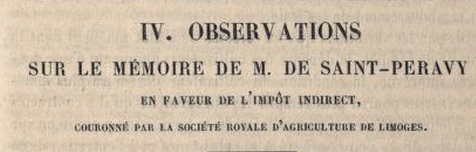 IV. OBSERVATIONS
SUR LE MÉMOIRE DE M. DE SAINT-PERAVY
EN FAVEUR DE L'IMPÔT INDIRECT,
COURONNÉ PAR LA SOCIÉTÉ ROYALE D'AGRICULTURE DE LIMOGES.